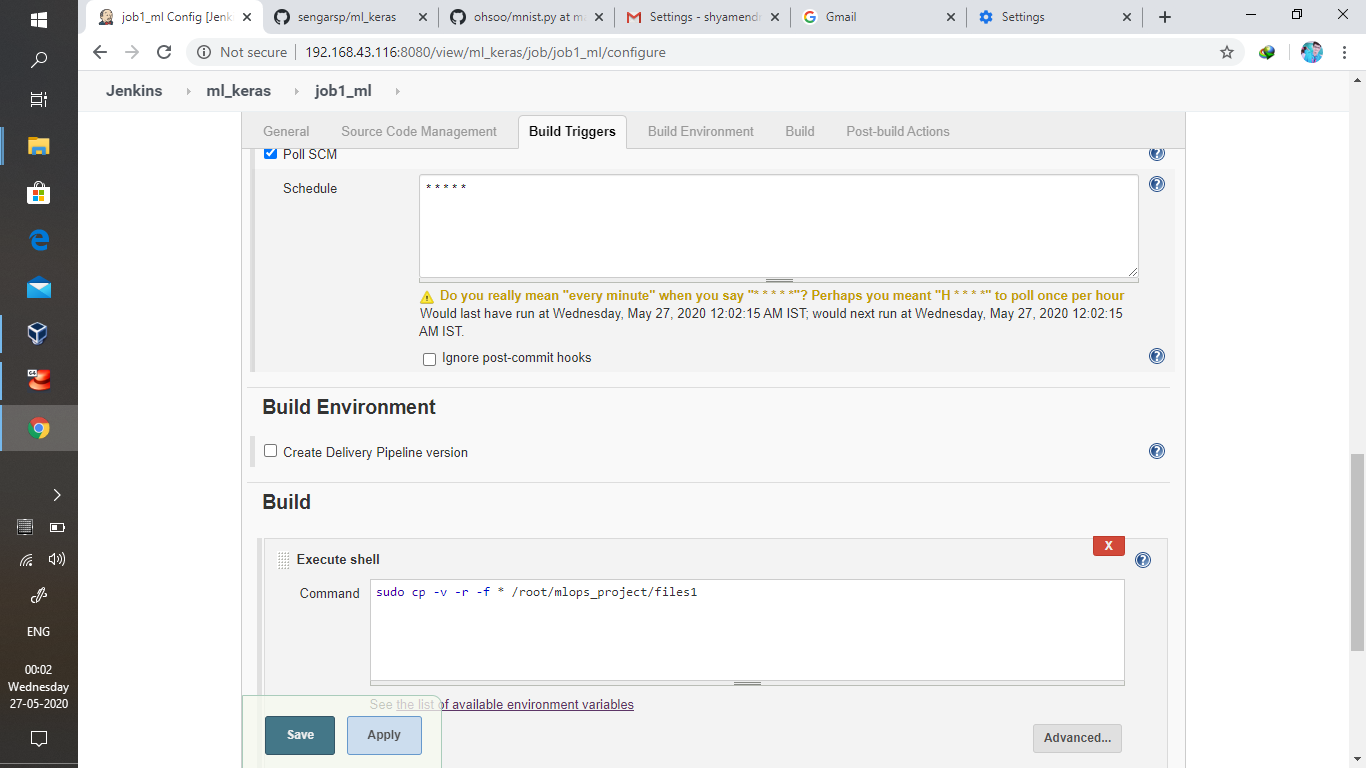 job1_ml Config [Jenk
sengarsp/ml_keras
ohsoo/mnist.py at ma
Settings - shyamendr
Gmail
Settings
Not secure
192.168.43.116:8080/view/ml_keras/job/job1_ml/configure
Jenkins
ml_keras
job1_ml
General
Source Code Management
Build Triggers
Build Environment
Build
Post-build Actions
Poll SCM
Schedule
* * * * *
Do you really mean "every minute" when you say "* * * * *"? Perhaps you meant "H * * * *" to poll once per hour
Would last have run at Wednesday, May 27, 2020 12:02:15 AM IST; would next run at Wednesday, May 27, 2020 12:02:15
AM IST.
Ignore post-commit hooks
Build Environment
Create Delivery Pipeline version
Build
X
Execute shell
Command
sudo cp -v -r -f * /root/mlops_project/files1
See the list of available environment variables
Save
Apply
Advanced...
64
ENG
00:02
Wednesday
27-05-2020